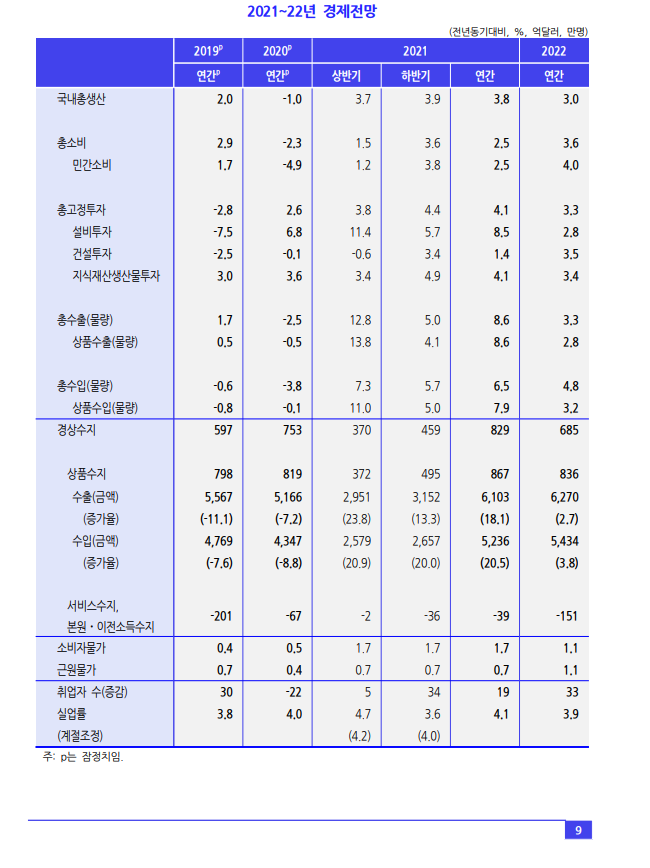 2021~22년 경제전망
(전년동기대비, %, 억달러, 만명)
2019ᵖ 2020ᵖ 2021 2022
연간ᵖ 연간ᵖ 상반기 하반기 연간 연간
국내총생산 2.0 -1.0 3.7 3.9 3.8 3.0
총소비 2.9 -2.3 1.5 3.6 2.5 3.6
민간소비 1.7 -4.9 1.2 3.8 2.5 4.0
총고정투자 -2.8 2.6 3.8 4.4 4.1 3.3
설비투자 -7.5 6.8 11.4 5.7 8.5 2.8
건설투자 -2.5 -0.1 -0.6 3.4 1.4 3.5
지식재산생산물투자 3.0 3.6 3.4 4.9 4.1 3.4
총수출(물량) 1.7 -2.5 12.8 5.0 8.6 3.3
상품수출(물량) 0.5 -0.5 13.8 4.1 8.6 2.8
총수입(물량) -0.6 -3.8 7.3 5.7 6.5 4.8
상품수입(물량) -0.8 -0.1 11.0 5.0 7.9 3.2
경상수지 597 753 370 459 829 685
상품수지 798 819 372 495 867 836
수출(금액) 5,567 5,166 2,951 3,152 6,103 6,270
(증가율) (-11.1) (-7.2) (23.8) (13.3) (18.1) (2.7)
수입(금액) 4,769 4,347 2,579 2,657 5,236 5,434
(증가율) (-7.6) (-8.8) (20.9) (20.0) (20.5) (3.8)
서비스수지,
본원·이전소득수지 -201 -67 -2 -36 -39 -151
소비자물가 0.4 0.5 1.7 1.7 1.7 1.1
근원물가 0.7 0.4 0.7 0.7 0.7 1.1
취업자 수(증감) 30 -22 5 34 19 33
실업률 3.8 4.0 4.7 3.6 4.1 3.9
(계절조정) (4.2) (4.0)
주: p는 잠정치임.
9